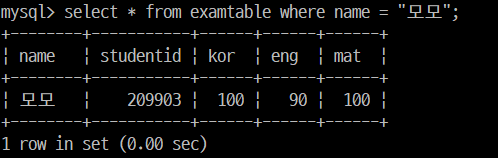 mysql> select * from examtable where name = "모모";
+--------+-----------+------+------+------+
¦ name   ¦ studentid ¦ kor  ¦ eng  ¦ mat  ¦
+--------+-----------+------+------+------+
¦ 모모   ¦    209903 ¦  100 ¦   90 ¦  100 ¦
+--------+-----------+------+------+------+
1 row in set (0.00 sec)